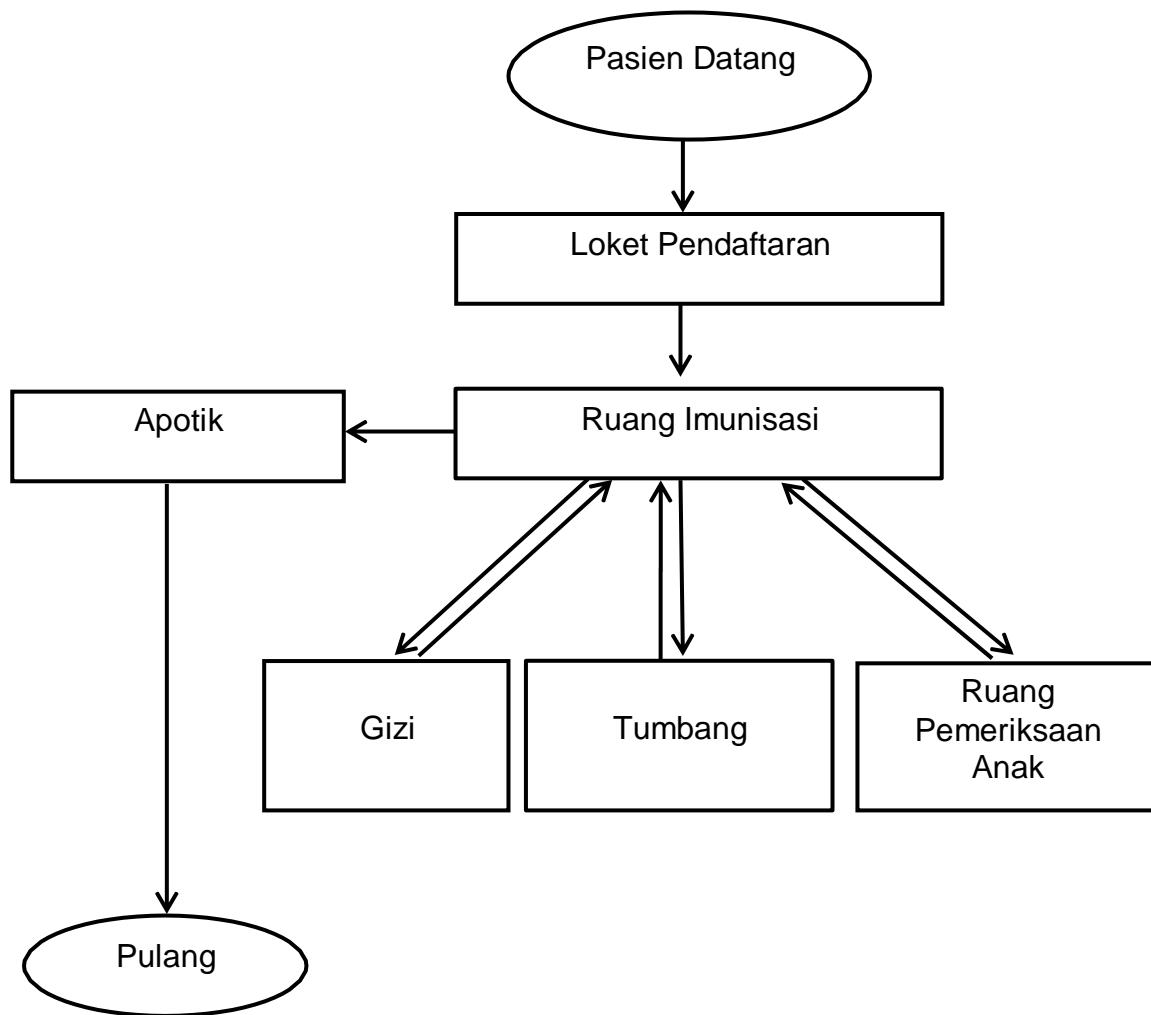 Pasien Datang
Loket Pendaftaran
Apotik
Ruang Imunisasi
Gizi
Tumbang
Ruang
Pemeriksaan
Anak
Pulang